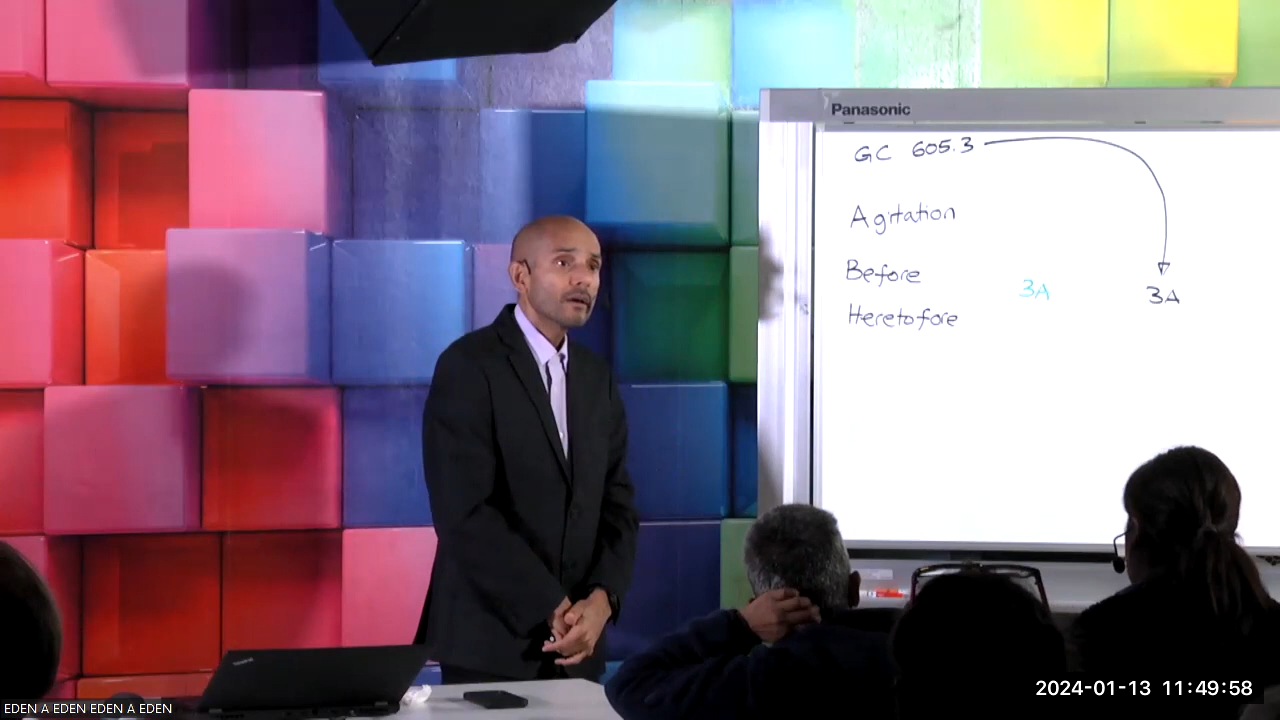 Panasonic
GC 605.3
Agitation
Before 3A 3A
Heretofore
ThinkPad
2024-01-13 11:49:58
EDEN A EDEN EDEN A EDEN